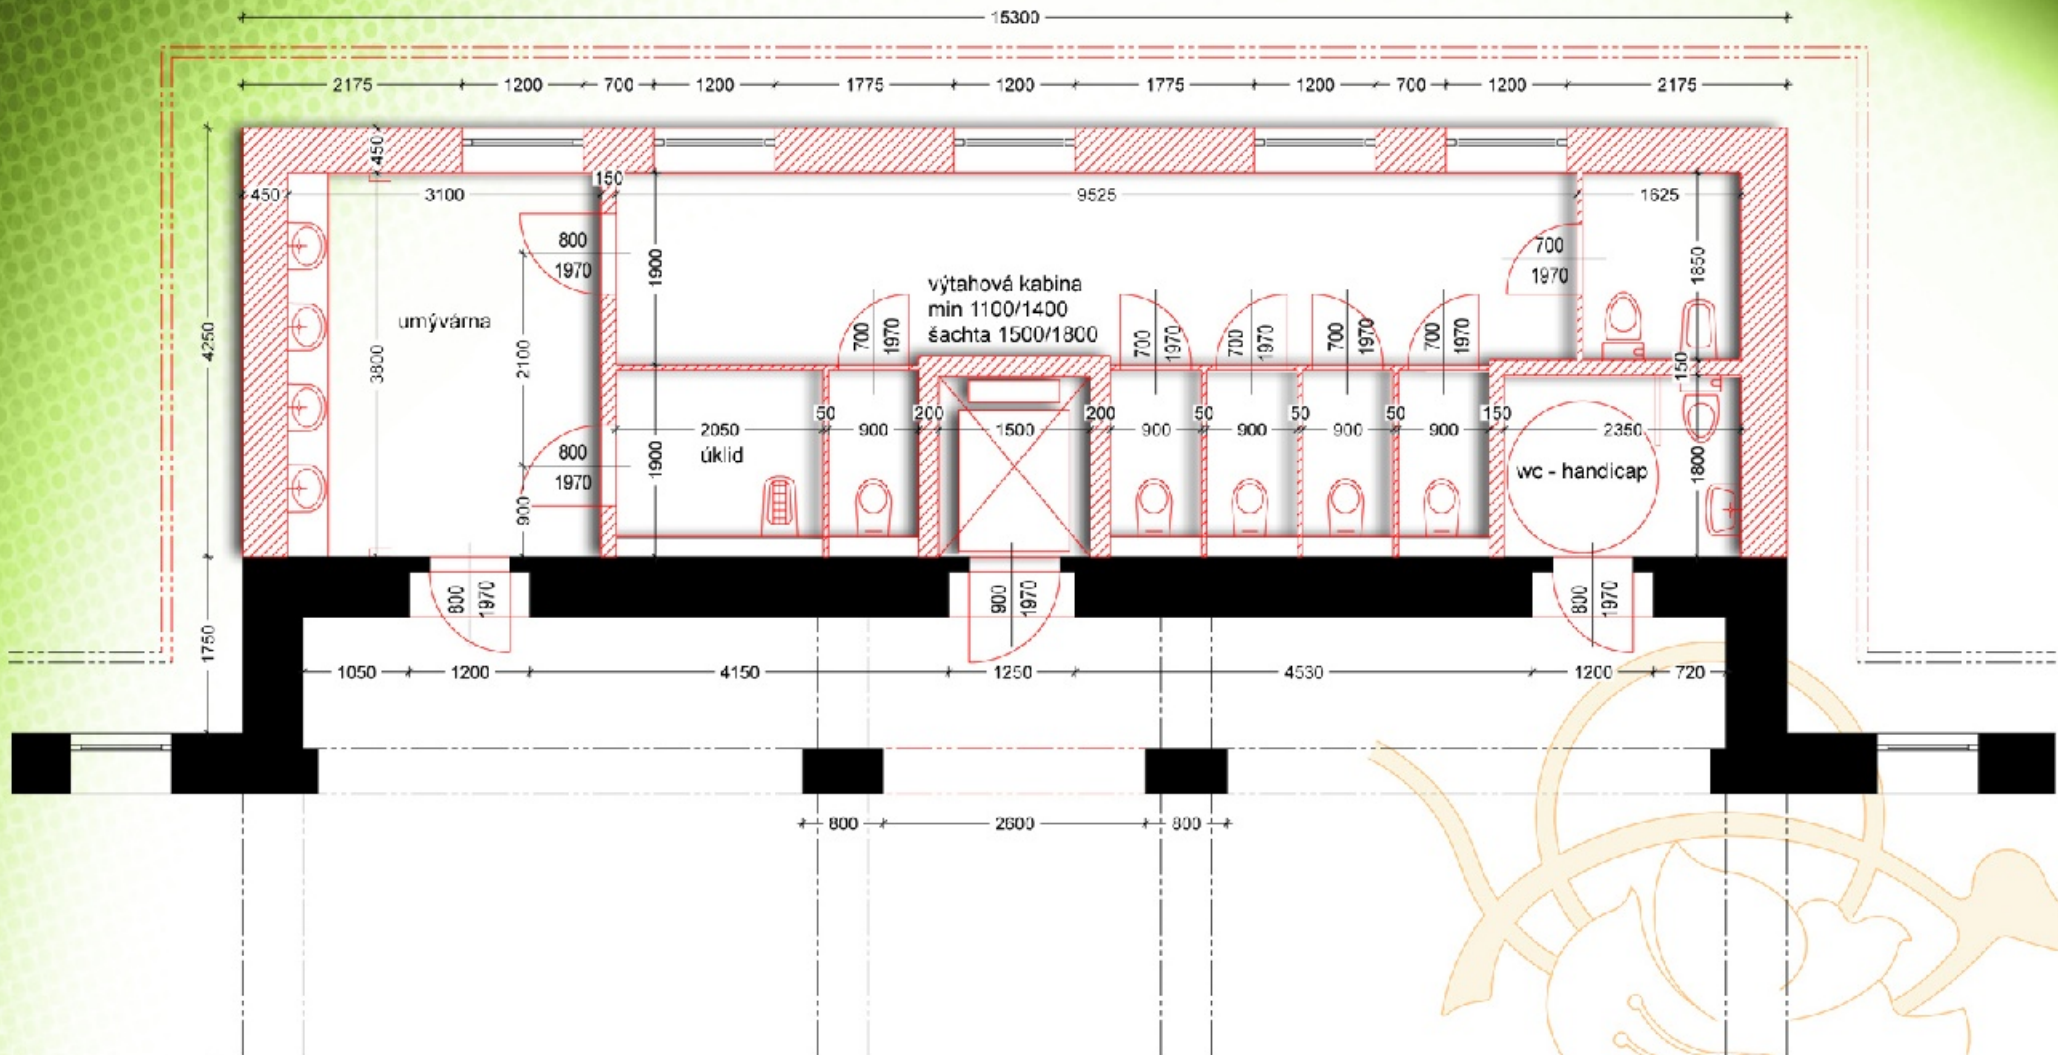 15300
2175 1200 700 1200 1775 1200 1775 1200 700 1200 2175
450
150
450 3100 9525 1625
800
1970
700
1970
4250
3800
2100
1900
1850
umývárna
výtahová kabina
min 1100/1400
šachta 1500/1800
700 1970
700 1970
700 1970
700 1970
700 1970
150
50 200 200 50 50 50 150
2050 900 1500 900 900 900 900 2350
úklid
800
1970
900
1900
wc - handicap
1800
800 1970
900 1970
800 1970
1750
1050 1200 4150 1250 4530 1200 720
800 2600 800